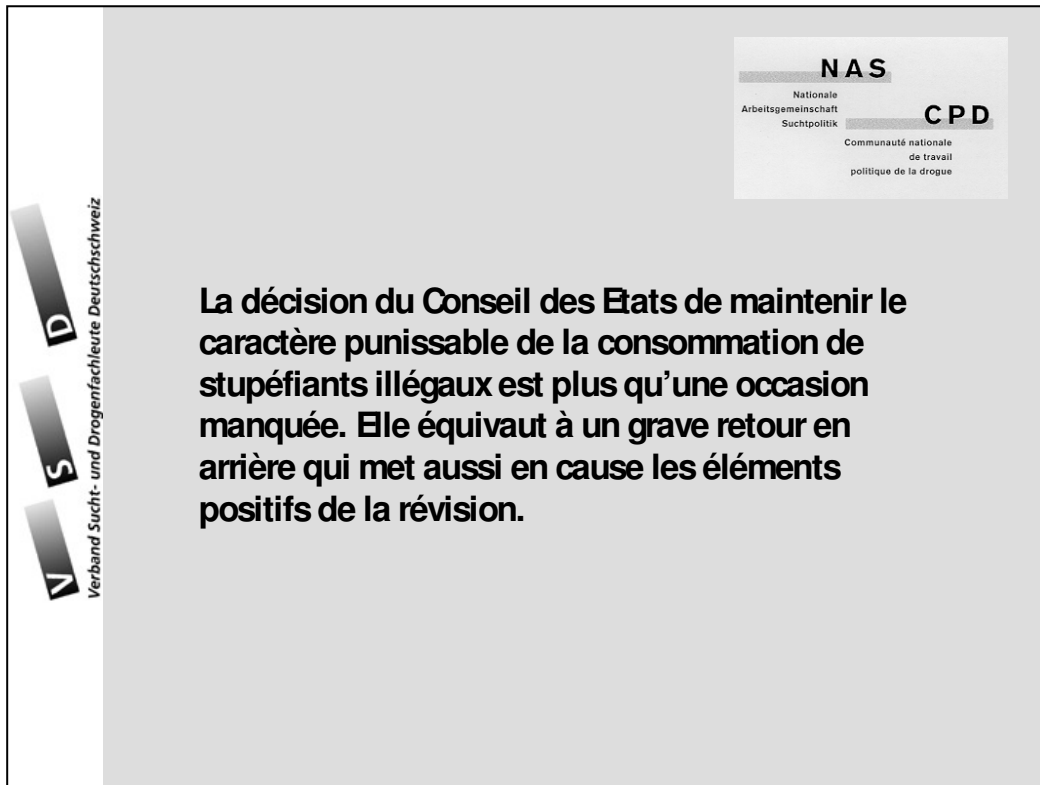 NAS
Nationale
Arbeitsgemeinschaft
Suchtpolitik
CPD
Communauté nationale
de travail
politique de la drogue
V S D
Verband Sucht- und Drogenfachleute Deutschschweiz
La décision du Conseil des Etats de maintenir le
caractère punissable de la consommation de
stupéfiants illégaux est plus qu’une occasion
manquée. Elle équivaut à un grave retour en
arrière qui met aussi en cause les éléments
positifs de la révision.